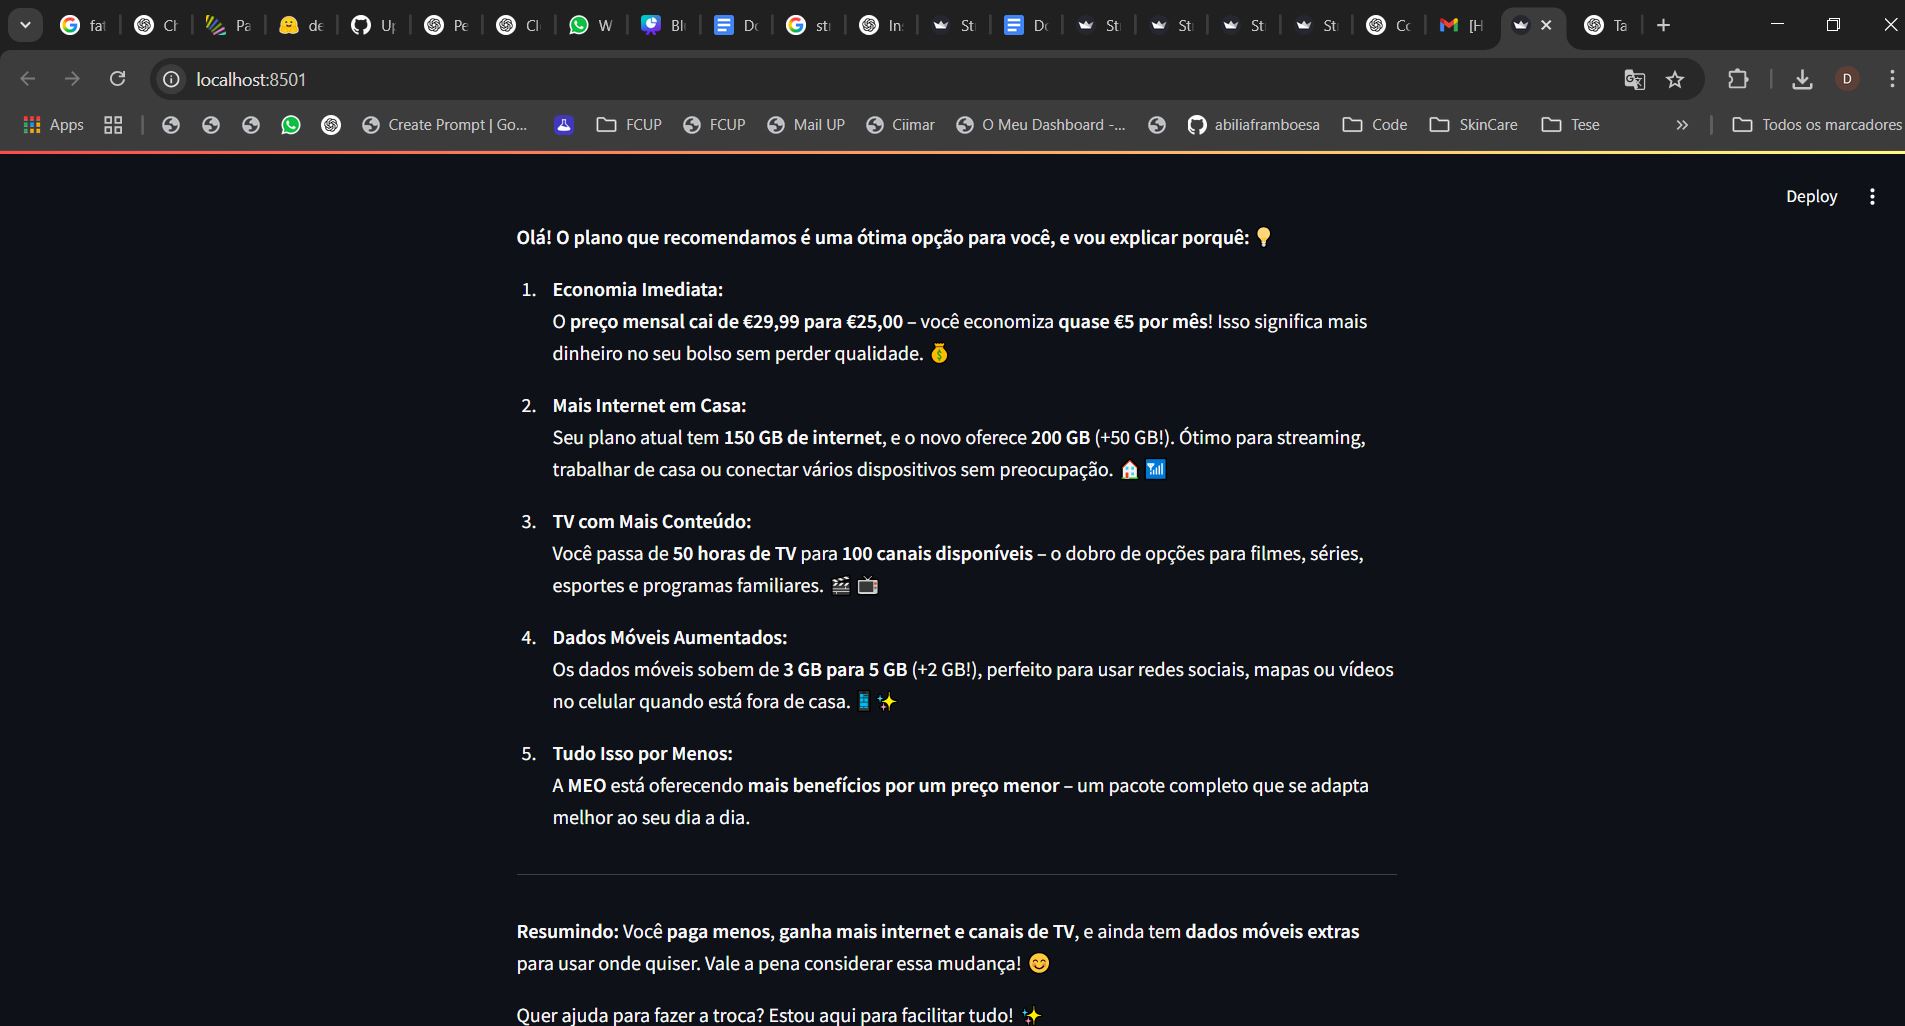 fat
Ch
Pa
de
Up
Pe
Cl
W
Bl
Do
str
In
St
Do
St
St
St
St
Co
[H
Ta
localhost:8501
D
Apps
Create Prompt | Go...
FCUP
FCUP
Mail UP
Ciimar
O Meu Dashboard -...
abiliaframboesa
Code
SkinCare
Tese
Todos os marcadores
Deploy
Olá! O plano que recomendamos é uma ótima opção para você, e vou explicar porquê: 💡
1. Economia Imediata:
O preço mensal cai de €29,99 para €25,00 – você economiza quase €5 por mês! Isso significa mais
dinheiro no seu bolso sem perder qualidade. 💰
2. Mais Internet em Casa:
Seu plano atual tem 150 GB de internet, e o novo oferece 200 GB (+50 GB!). Ótimo para streaming,
trabalhar de casa ou conectar vários dispositivos sem preocupação. 🏠 📶
3. TV com Mais Conteúdo:
Você passa de 50 horas de TV para 100 canais disponíveis – o dobro de opções para filmes, séries,
esportes e programas familiares. 🎬 📺
4. Dados Móveis Aumentados:
Os dados móveis sobem de 3 GB para 5 GB (+2 GB!), perfeito para usar redes sociais, mapas ou vídeos
no celular quando está fora de casa. 📱✨
5. Tudo Isso por Menos:
A MEO está oferecendo mais benefícios por um preço menor – um pacote completo que se adapta
melhor ao seu dia a dia.
Resumindo: Você paga menos, ganha mais internet e canais de TV, e ainda tem dados móveis extras
para usar onde quiser. Vale a pena considerar essa mudança! 😊
Quer ajuda para fazer a troca? Estou aqui para facilitar tudo! ✨